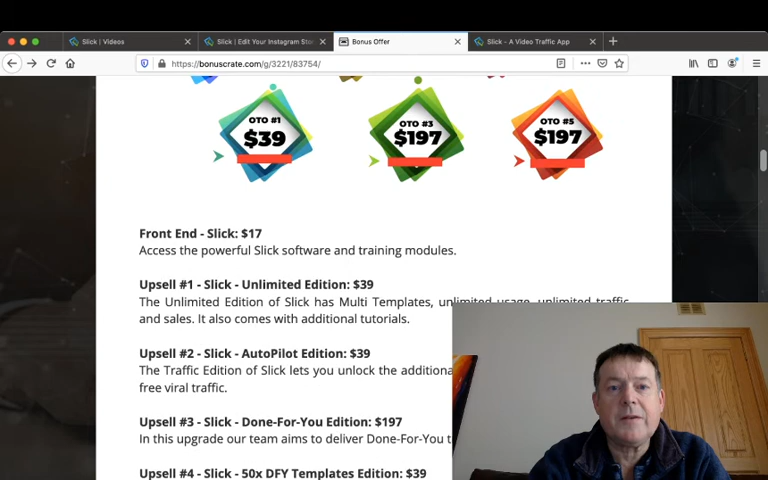 Slick | Videos
Slick | Edit Your Instagram Stor
Bonus Offer
Slick - A Video Traffic App
https://bonuscrate.com/g/3221/83754/
OTO #1
$39
OTO #3
$197
OTO #5
$197
Front End - Slick: $17
Access the powerful Slick software and training modules.
Upsell #1 - Slick - Unlimited Edition: $39
The Unlimited Edition of Slick has Multi Templates, unlimited usage, unlimited traffic
and sales. It also comes with additional tutorials.
Upsell #2 - Slick - AutoPilot Edition: $39
The Traffic Edition of Slick lets you unlock the additiona
free viral traffic.
Upsell #3 - Slick - Done-For-You Edition: $197
In this upgrade our team aims to deliver Done-For-You t
Upsell #4 - Slick - 50x DFY Templates Edition: $39